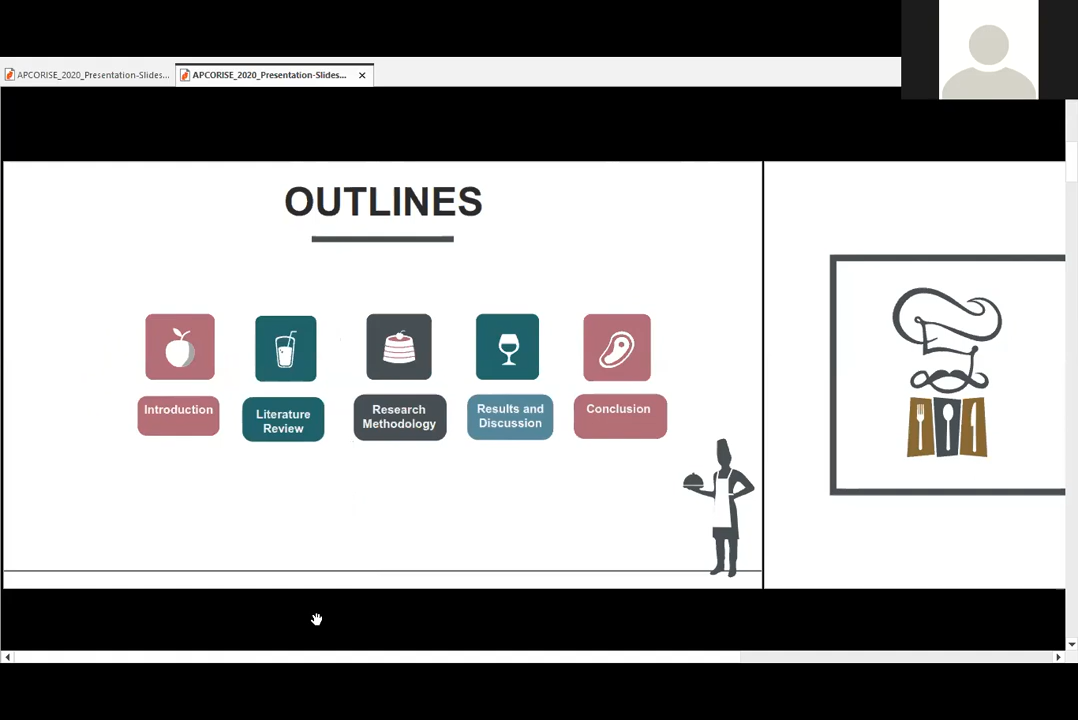 APCORISE_2020_Presentation-Slides...
APCORISE_2020_Presentation-Slides...
OUTLINES
Introduction
Literature
Review
Research
Methodology
Results and
Discussion
Conclusion